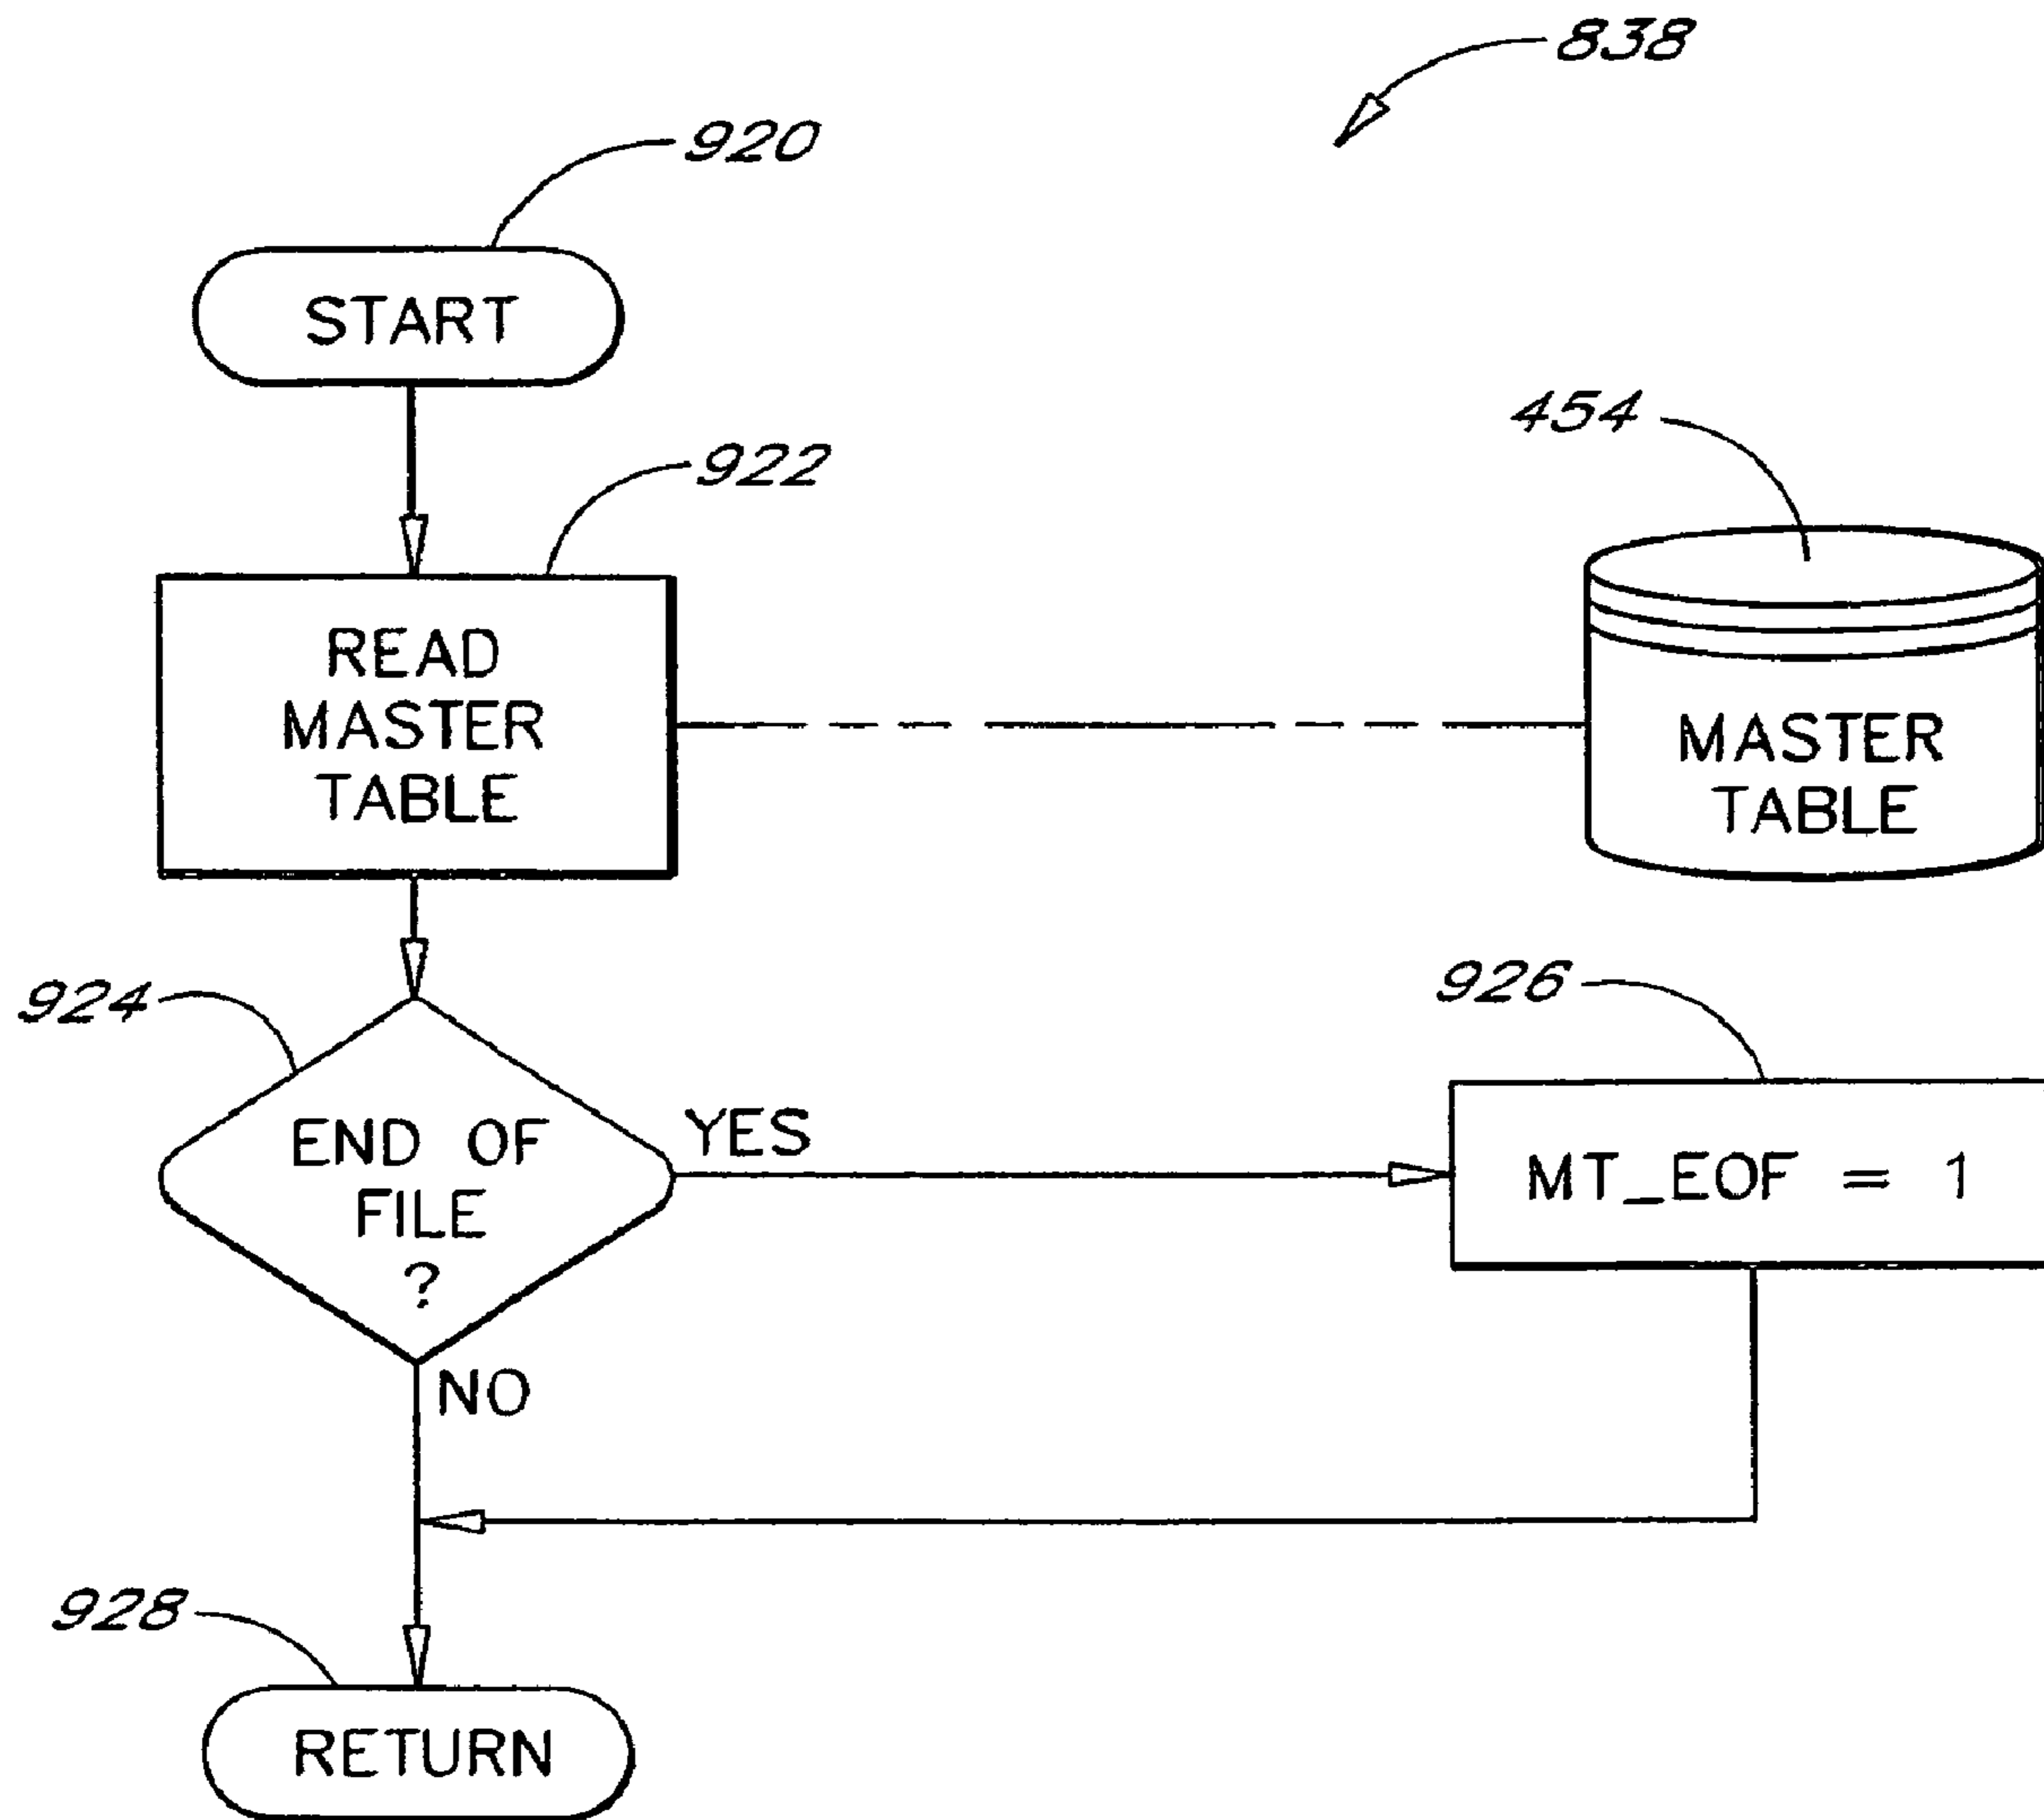 838
920
START
454
922
READ
MASTER
TABLE
MASTER
TABLE
924
926
END OF
FILE
?
YES
MT_EOF = 1
NO
928
RETURN